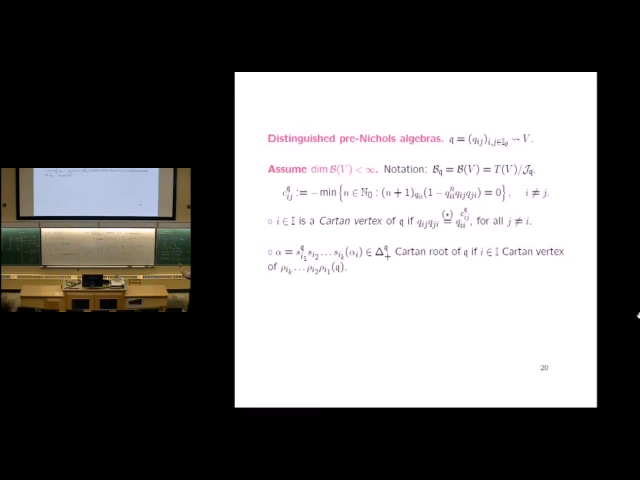 Distinguished pre-Nichols algebras. 𝔮 = (q_{ij})_{i,j∈𝕀_θ} ⇝ V.
Assume dim 𝓑(V) < ∞. Notation: 𝓑_𝔮 = 𝓑(V) = T(V)/𝒥_𝔮.
c^𝔮_{ij} := − min {n ∈ ℕ_0 : (n + 1)_{q_{ii}} (1 − q^n_{ii} q_{ij} q_{ji}) = 0}, i ≠ j.
○ i ∈ 𝕀 is a Cartan vertex of 𝔮 if q_{ij}q_{ji} \overset{(⋆)}{=} q_{ii}^{c^𝔮_{ij}}, for all j ≠ i.
○ α = s^𝔮_{i_1} s_{i_2} … s_{i_k}(α_i) ∈ Δ^𝔮_+ Cartan root of 𝔮 if i ∈ 𝕀 Cartan vertex
of ρ_{i_k} … ρ_{i_2} ρ_{i_1}(𝔮).
20